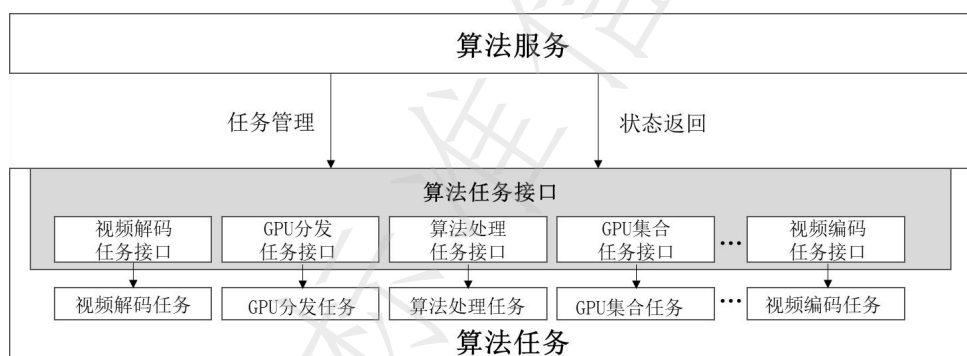 算法服务
任务管理
状态返回
算法任务接口
视频解码
任务接口
GPU分发
任务接口
算法处理
任务接口
GPU集合
任务接口
...
视频编码
任务接口
视频解码任务
GPU分发任务
算法处理任务
GPU集合任务
...
视频编码任务
算法任务